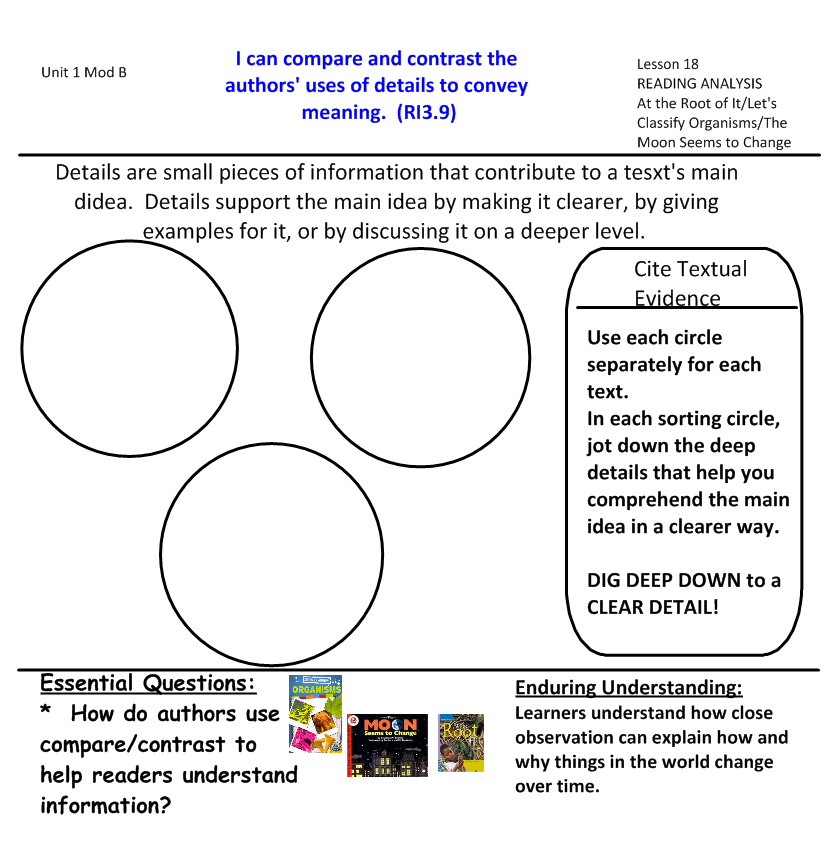 Unit 1 Mod B
I can compare and contrast the
authors' uses of details to convey
meaning.  (RI3.9)
Lesson 18
READING ANALYSIS
At the Root of It/Let's
Classify Organisms/The
Moon Seems to Change
Details are small pieces of information that contribute to a tesxt's main
didea.  Details support the main idea by making it clearer, by giving
examples for it, or by discussing it on a deeper level.
Cite Textual
Evidence
Use each circle
separately for each
text.
In each sorting circle,
jot down the deep
details that help you
comprehend the main
idea in a clearer way.
DIG DEEP DOWN to a
CLEAR DETAIL!
Essential Questions:
*  How do authors use
compare/contrast to
help readers understand
information?
ORGANISMS
MOON
Seems to Change
Root
Enduring Understanding:
Learners understand how close
observation can explain how and
why things in the world change
over time.